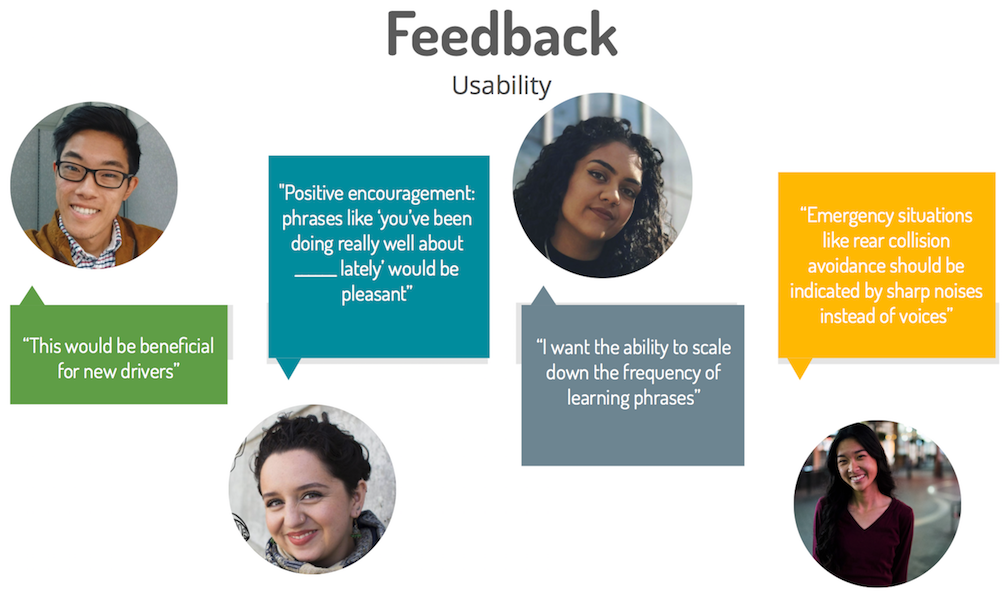 Feedback
Usability
“This would be beneficial
for new drivers”
"Positive encouragement:
phrases like ‘you’ve been
doing really well about
_____ lately’ would be
pleasant”
“I want the ability to scale
down the frequency of
learning phrases”
“Emergency situations
like rear collision
avoidance should be
indicated by sharp noises
instead of voices”